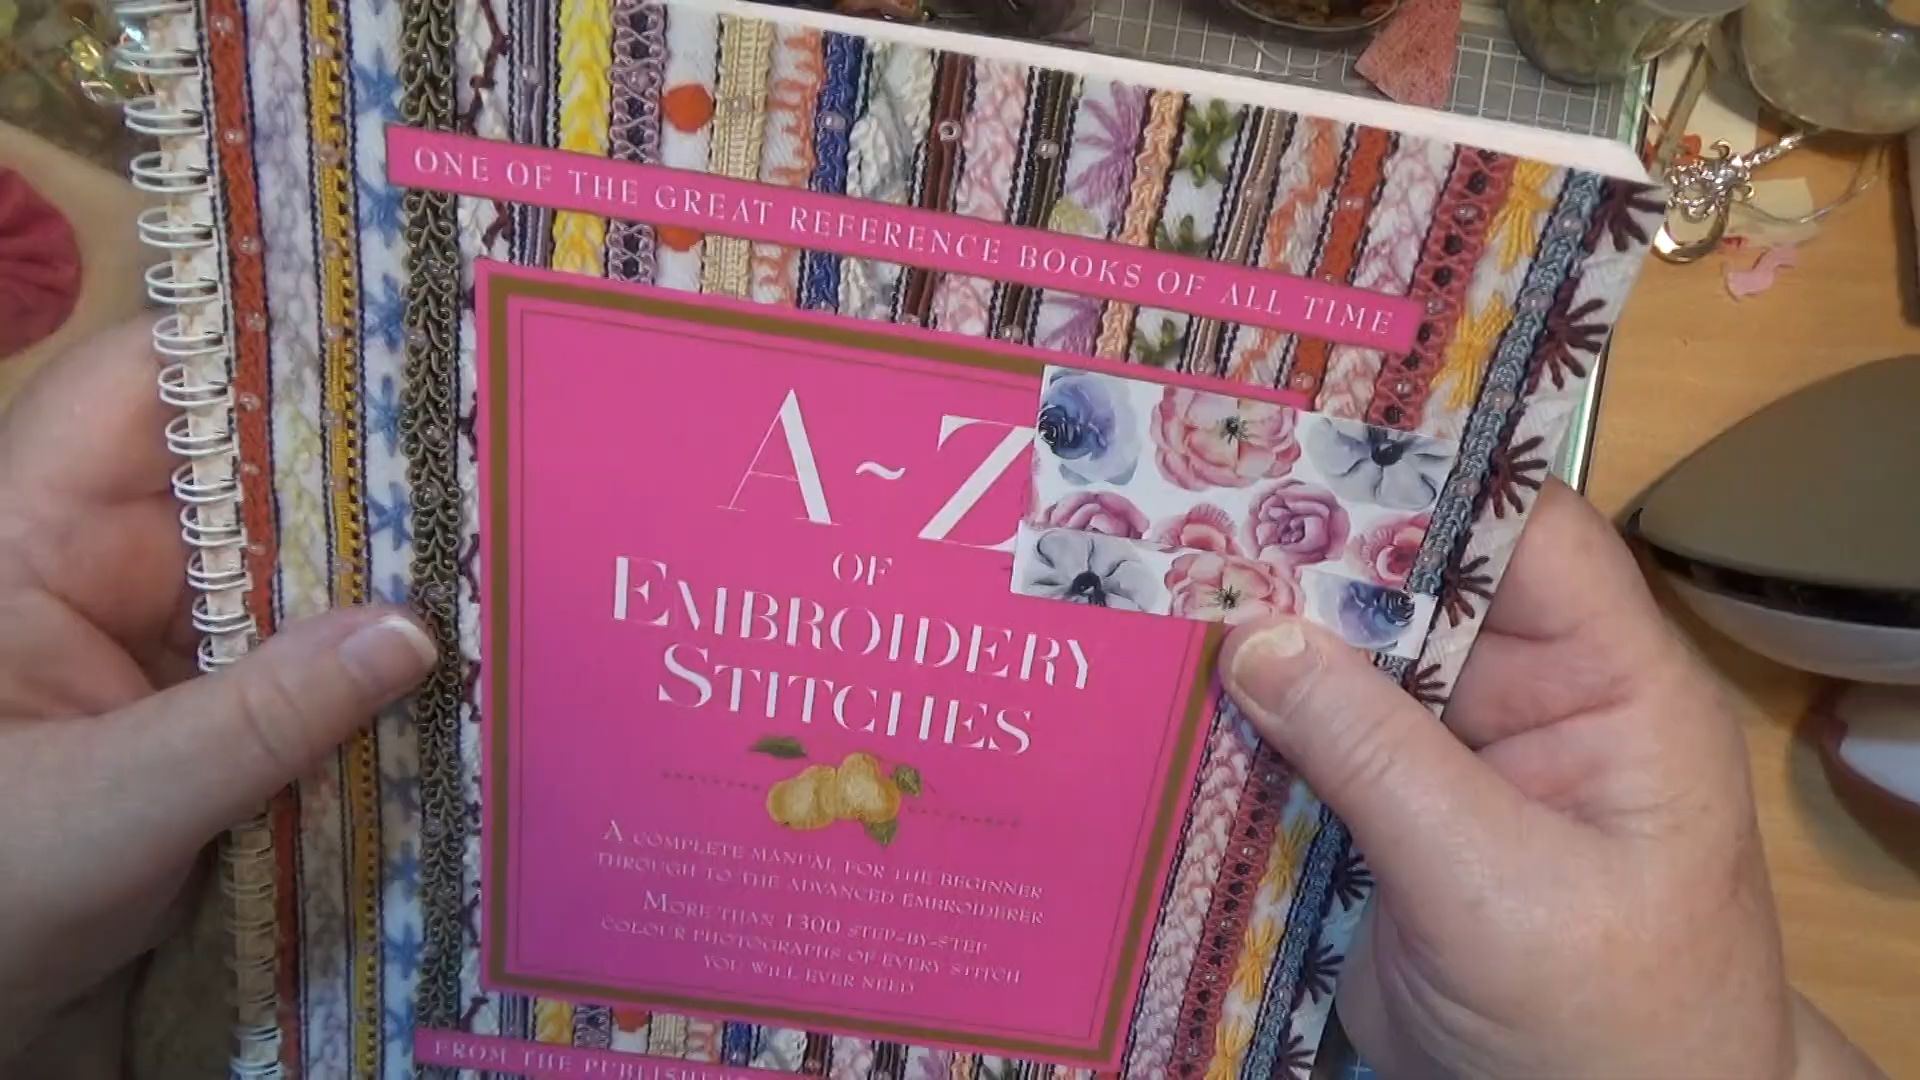 ONE OF THE GREAT REFERENCE BOOKS OF ALL TIME
A~Z
OF
EMBROIDERY
STITCHES
A COMPLETE MANUAL FOR THE BEGINNER
THROUGH TO THE ADVANCED EMBROIDERER
MORE THAN 1300 STEP-BY-STEP
COLOUR PHOTOGRAPHS OF EVERY STITCH
YOU WILL EVER NEED
FROM THE PUBLISHERS